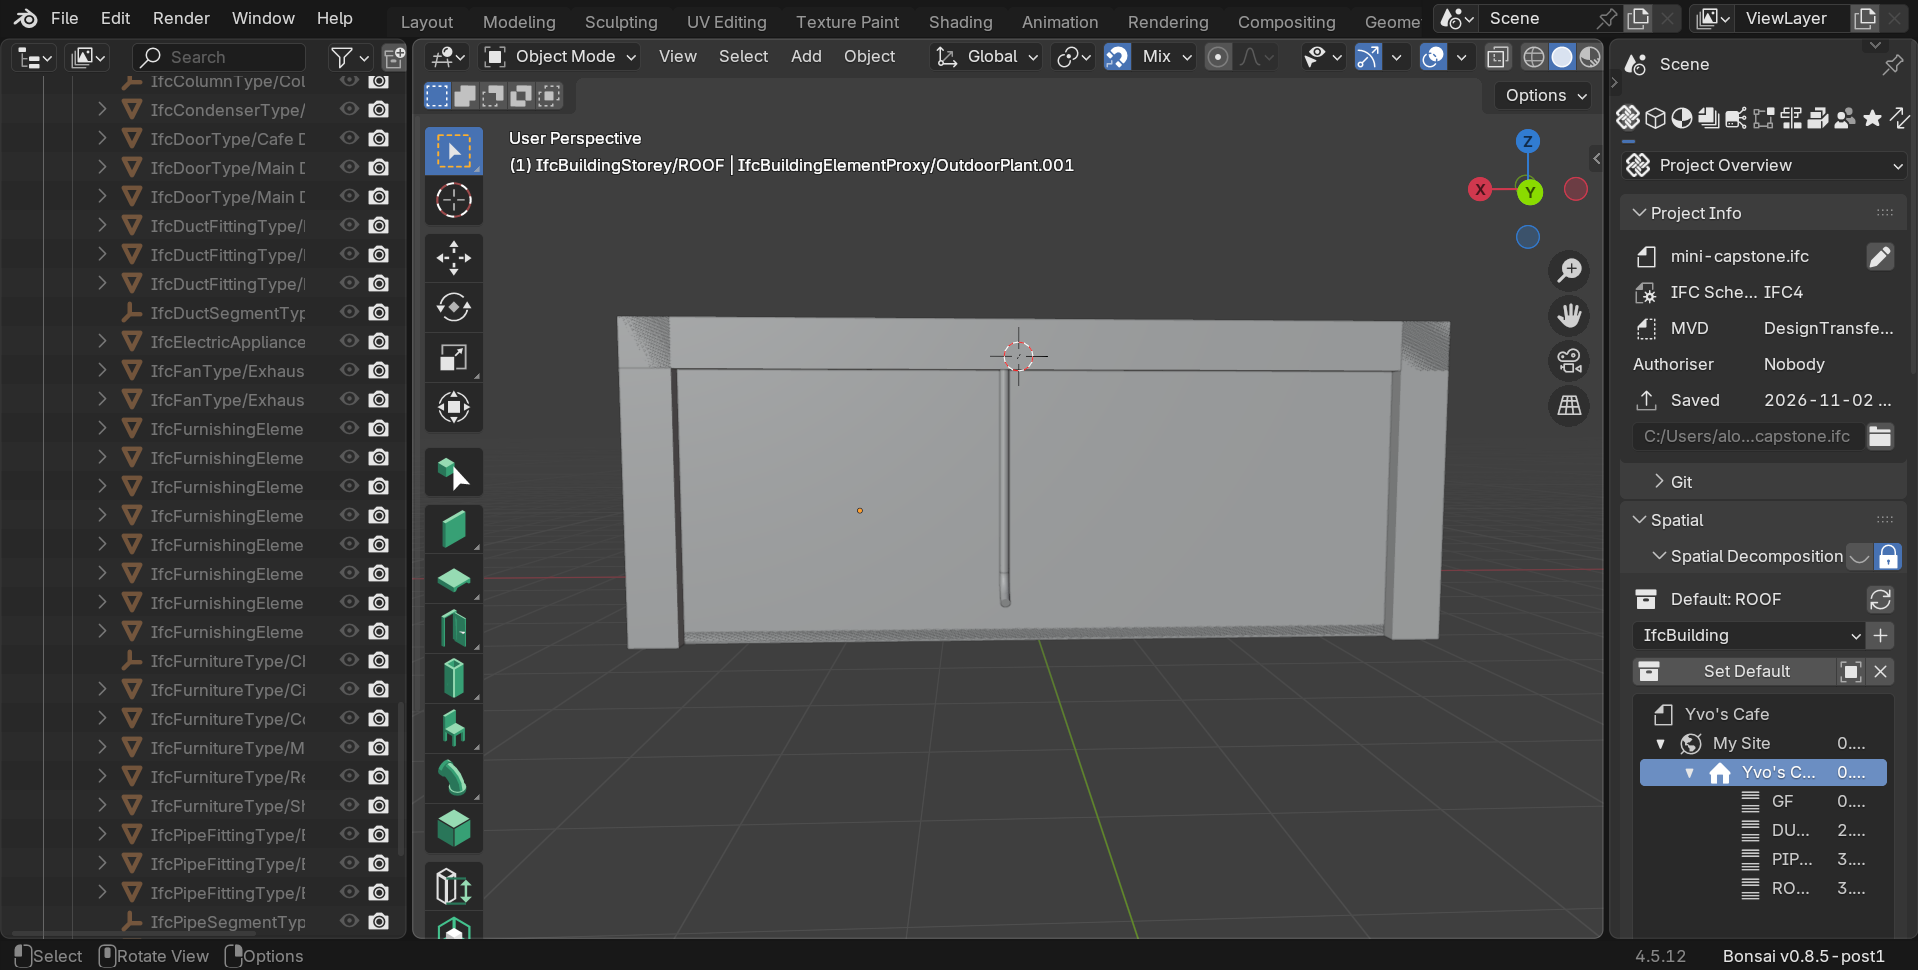 File Edit Render Window Help
Layout Modeling Sculpting UV Editing Texture Paint Shading Animation Rendering Compositing Geome
Scene
ViewLayer
Search
Object Mode View Select Add Object
Global
Mix
Options
User Perspective
(1) IfcBuildingStorey/ROOF | IfcBuildingElementProxy/OutdoorPlant.001
Z
X
Y
IfcColumnType/Col
IfcCondenserType/
IfcDoorType/Cafe D
IfcDoorType/Main D
IfcDoorType/Main D
IfcDuctFittingType/
IfcDuctFittingType/
IfcDuctFittingType/
IfcDuctSegmentTyp
IfcElectricAppliance
IfcFanType/Exhaus
IfcFanType/Exhaus
IfcFurnishingEleme
IfcFurnishingEleme
IfcFurnishingEleme
IfcFurnishingEleme
IfcFurnishingEleme
IfcFurnishingEleme
IfcFurnishingEleme
IfcFurnishingEleme
IfcFurnitureType/Cl
IfcFurnitureType/Ci
IfcFurnitureType/Co
IfcFurnitureType/M
IfcFurnitureType/Re
IfcFurnitureType/Sl
IfcPipeFittingType/E
IfcPipeFittingType/E
IfcPipeFittingType/E
IfcPipeSegmentTyp
Scene
Project Overview
Project Info
mini-capstone.ifc
IFC Sche... IFC4
MVD DesignTransfe...
Authoriser Nobody
Saved 2026-11-02 ...
C:/Users/alo...capstone.ifc
Git
Spatial
Spatial Decomposition
Default: ROOF
IfcBuilding
Set Default
Yvo's Cafe
My Site 0....
Yvo's C... 0....
GF 0....
DU... 2....
PIP... 3....
RO... 3....
Select Rotate View Options
4.5.12 Bonsai v0.8.5-post1